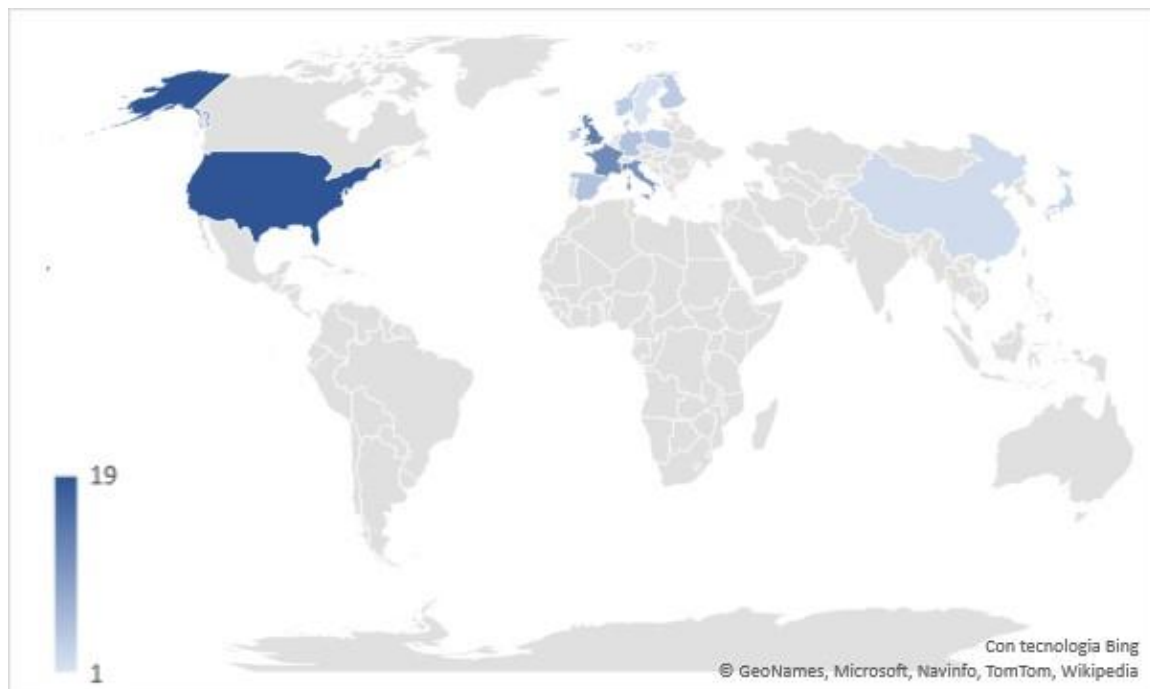 19
1
Con tecnologia Bing
© GeoNames, Microsoft, Navinfo, TomTom, Wikipedia